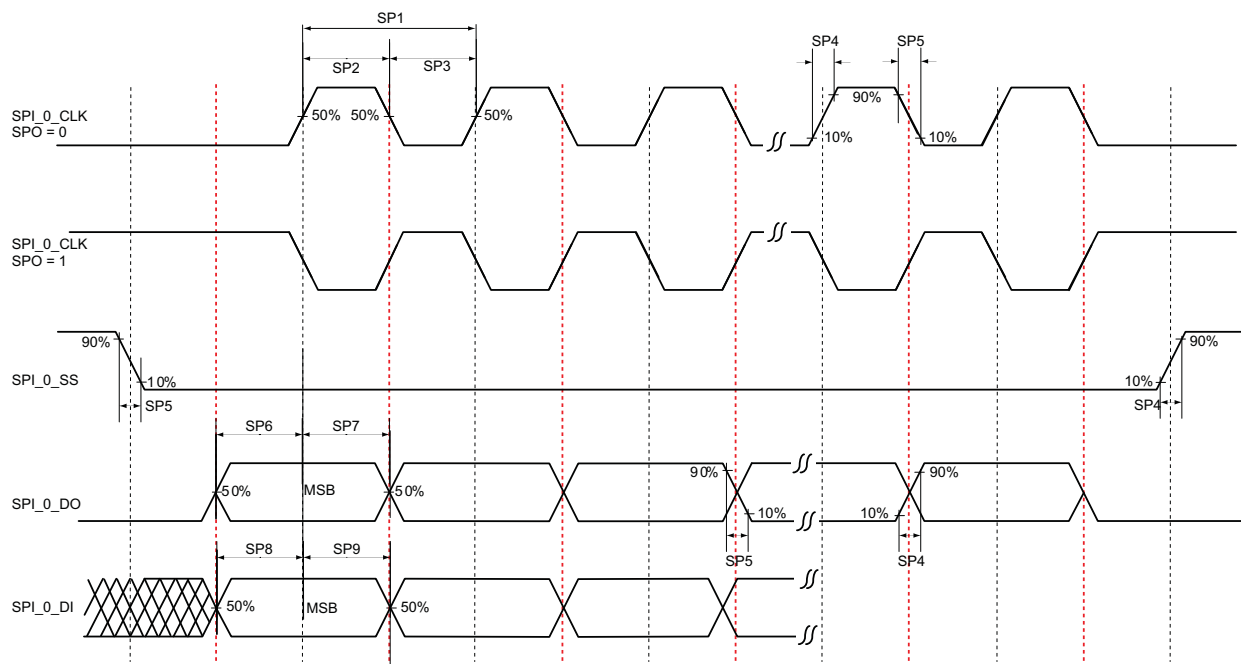 SP1
SP4 SP5
SP2 SP3
SPI_0_CLK
SPO = 0
50% 50% 50% 90%
10% 10%
SPI_0_CLK
SPO = 1
90% 90%
SPI_0_SS
10% 10%
SP5 SP4
SP6 SP7
90% 90%
SPI_0_DO
50% MSB 50%
10% 10%
SP5 SP4
SP8 SP9
SPI_0_DI
50% MSB 50%